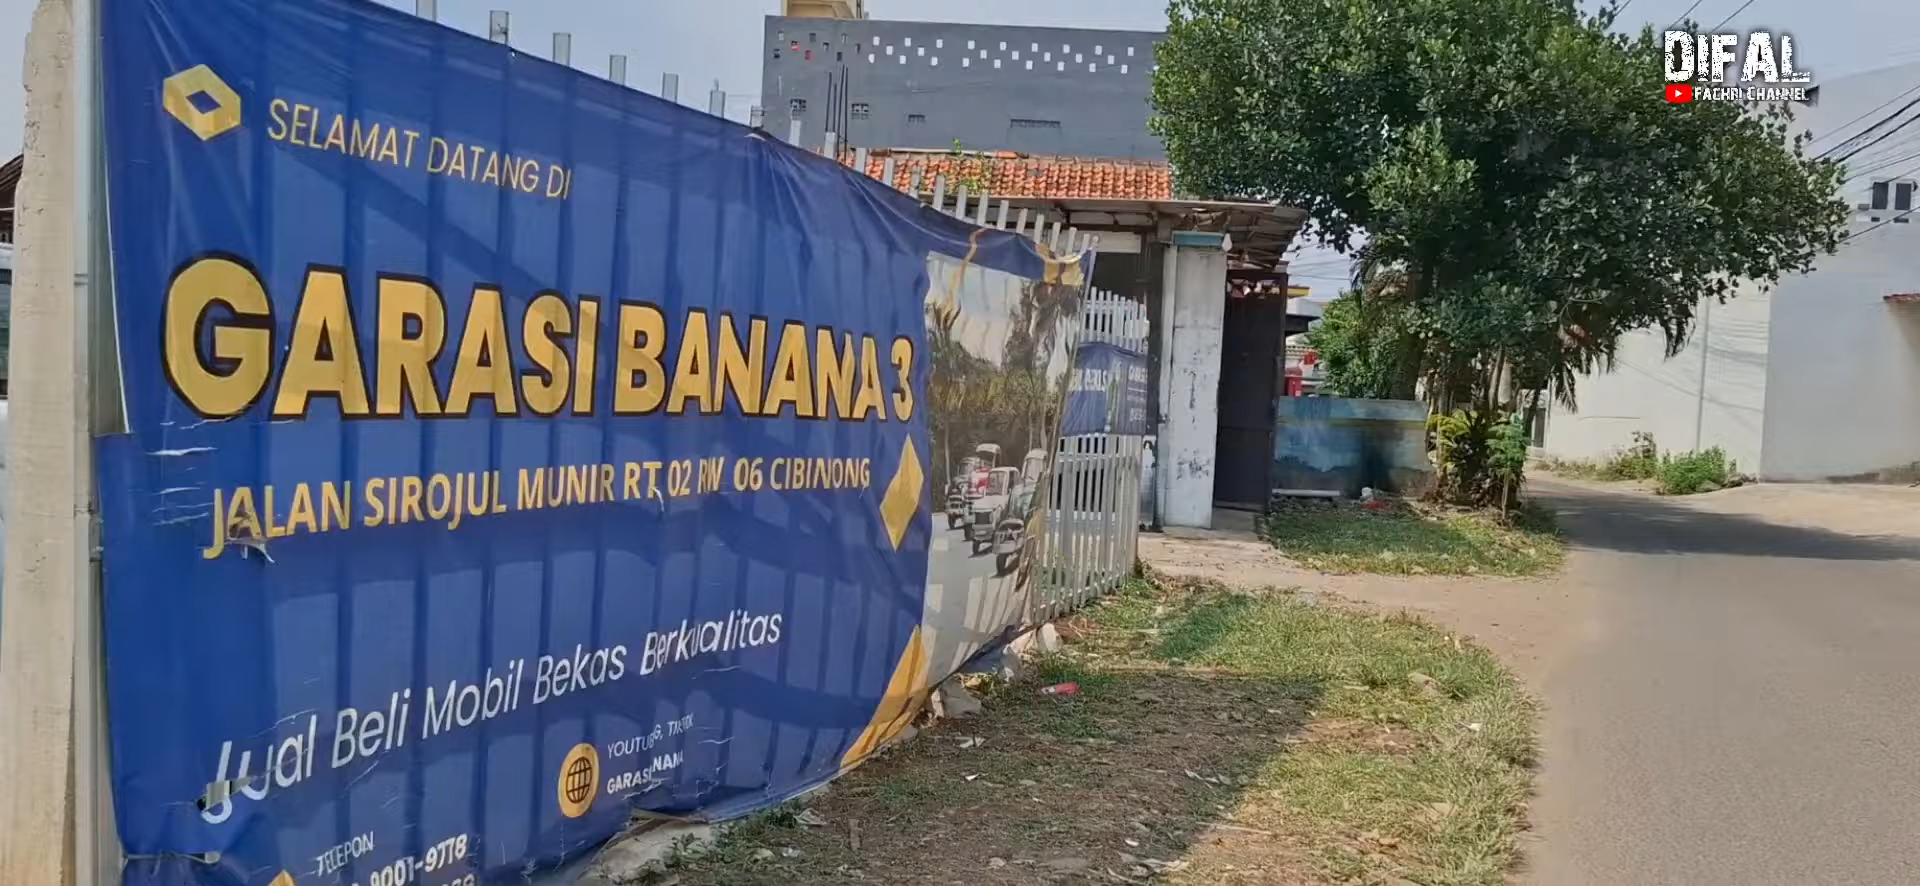 DIFAL
FACHRI CHANNEL
SELAMAT DATANG DI
GARASI BANANA 3
JALAN SIROJUL MUNIR RT 02 RW 06 CIBINONG
Jual Beli Mobil Bekas Berkualitas
YOUTUBE, TIKTOK
TELEPON
9001-9778